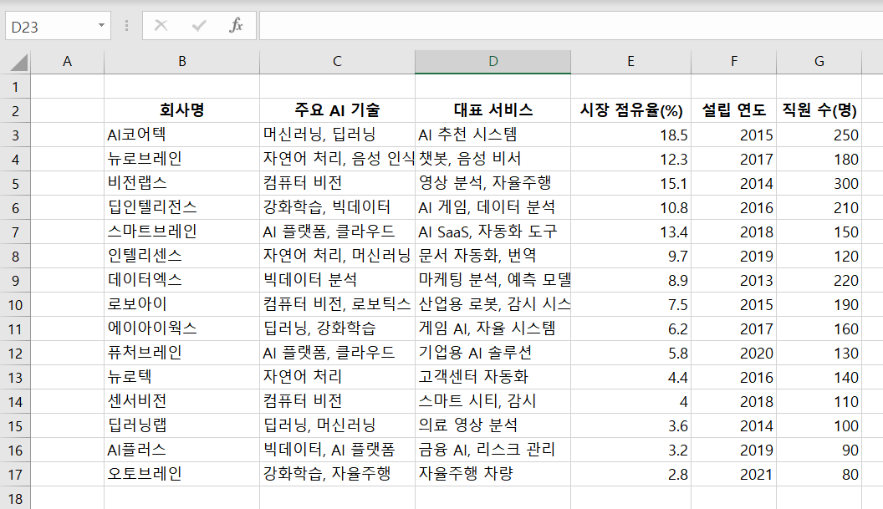 D23
fx
A B C D E F G
1
2 회사명 주요 AI 기술 대표 서비스 시장 점유율(%) 설립 연도 직원 수(명)
3 AI코어텍 머신러닝, 딥러닝 AI 추천 시스템 18.5 2015 250
4 뉴로브레인 자연어 처리, 음성 인식 챗봇, 음성 비서 12.3 2017 180
5 비전랩스 컴퓨터 비전 영상 분석, 자율주행 15.1 2014 300
6 딥인텔리전스 강화학습, 빅데이터 AI 게임, 데이터 분석 10.8 2016 210
7 스마트브레인 AI 플랫폼, 클라우드 AI SaaS, 자동화 도구 13.4 2018 150
8 인텔리센스 자연어 처리, 머신러닝 문서 자동화, 번역 9.7 2019 120
9 데이터엑스 빅데이터 분석 마케팅 분석, 예측 모델 8.9 2013 220
10 로보아이 컴퓨터 비전, 로보틱스 산업용 로봇, 감시 시스 7.5 2015 190
11 에이아이웍스 딥러닝, 강화학습 게임 AI, 자율 시스템 6.2 2017 160
12 퓨처브레인 AI 플랫폼, 클라우드 기업용 AI 솔루션 5.8 2020 130
13 뉴로텍 자연어 처리 고객센터 자동화 4.4 2016 140
14 센서비전 컴퓨터 비전 스마트 시티, 감시 4 2018 110
15 딥러닝랩 딥러닝, 머신러닝 의료 영상 분석 3.6 2014 100
16 AI플러스 빅데이터, AI 플랫폼 금융 AI, 리스크 관리 3.2 2019 90
17 오토브레인 강화학습, 자율주행 자율주행 차량 2.8 2021 80
18